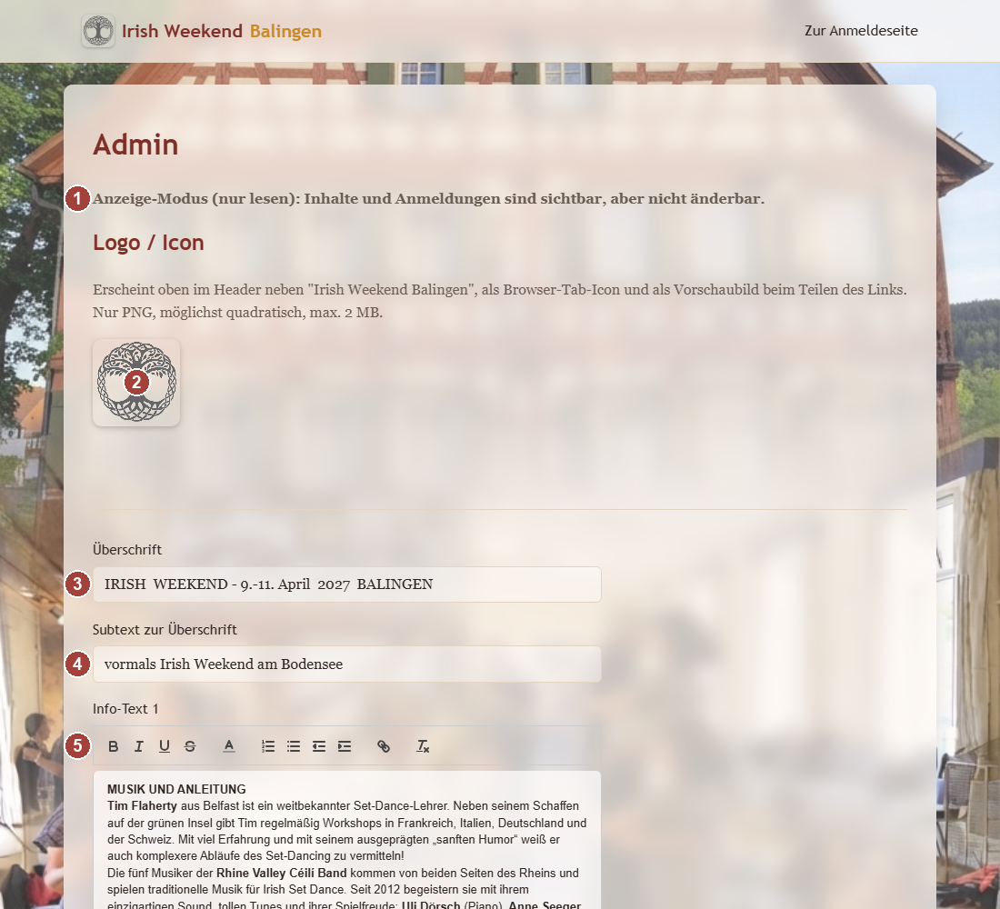 Irish Weekend Balingen
Zur Anmeldeseite
Admin
1 Anzeige-Modus (nur lesen): Inhalte und Anmeldungen sind sichtbar, aber nicht änderbar.
Logo / Icon
Erscheint oben im Header neben "Irish Weekend Balingen", als Browser-Tab-Icon und als Vorschaubild beim Teilen des Links.
Nur PNG, möglichst quadratisch, max. 2 MB.
2
Überschrift
3 IRISH  WEEKEND - 9.-11. April  2027  BALINGEN
Subtext zur Überschrift
4 vormals Irish Weekend am Bodensee
Info-Text 1
5 B I U S A
MUSIK UND ANLEITUNG
Tim Flaherty aus Belfast ist ein weitbekannter Set-Dance-Lehrer. Neben seinem Schaffen
auf der grünen Insel gibt Tim regelmäßig Workshops in Frankreich, Italien, Deutschland und
der Schweiz. Mit viel Erfahrung und mit seinem ausgeprägten „sanften Humor“ weiß er
auch komplexere Abläufe des Set-Dancing zu vermitteln!
Die fünf Musiker der Rhine Valley Céilí Band kommen von beiden Seiten des Rheins und
spielen traditionelle Musik für Irish Set Dance. Seit 2012 begeistern sie mit ihrem
einzigartigen Sound, tollen Tunes und ihrer Spielfreude: Uli Dörsch (Piano), Anne Seeger